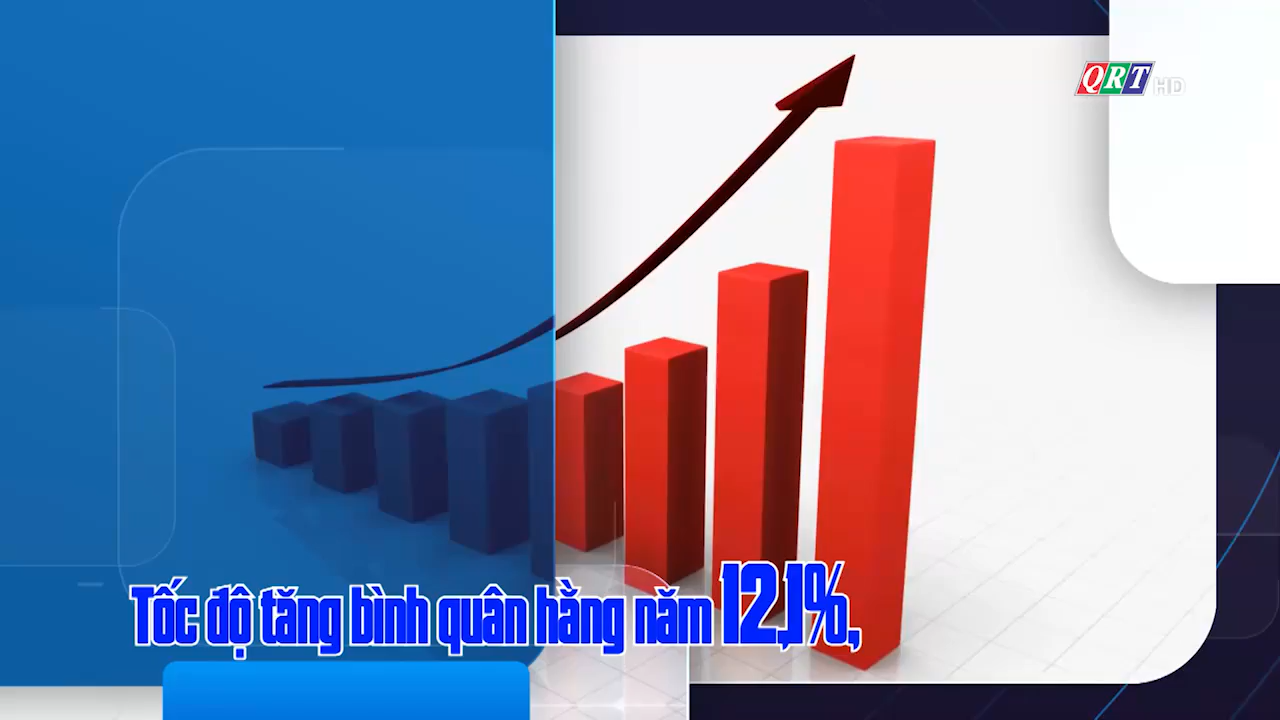 QRT HD
Tốc độ tăng bình quân hằng năm 12,1%,